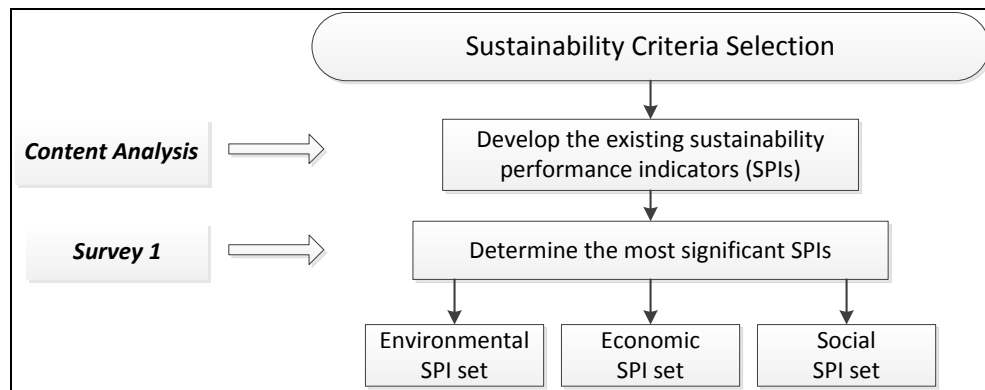 Sustainability Criteria Selection
Content Analysis
Develop the existing sustainability
performance indicators (SPIs)
Survey 1
Determine the most significant SPIs
Environmental
SPI set
Economic
SPI set
Social
SPI set